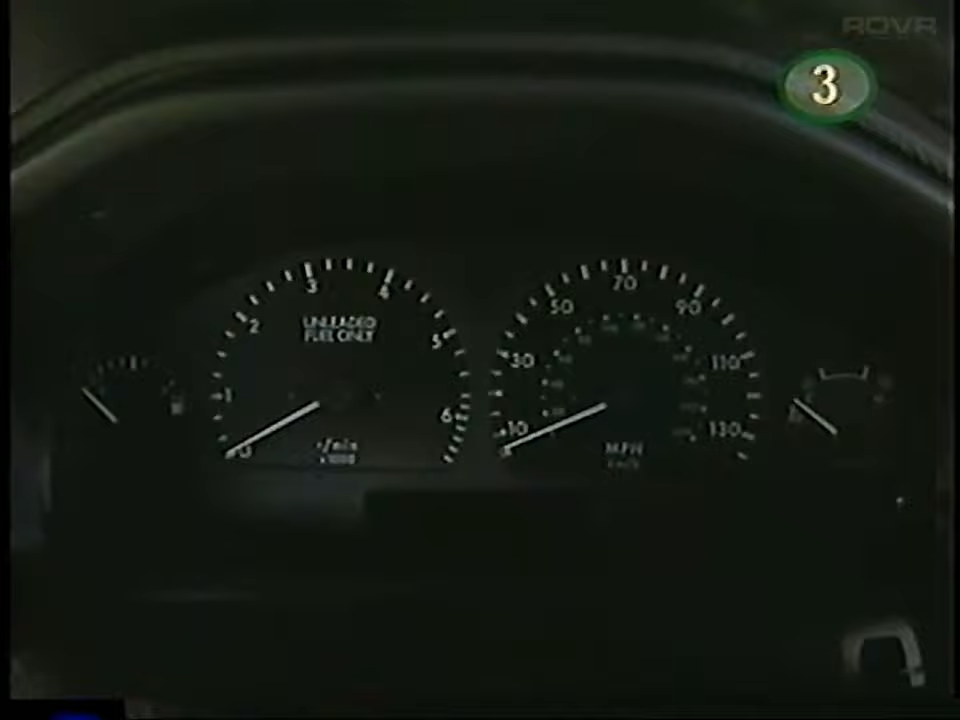 ROVR
3
3 4
2 5
UNLEADED
FUEL ONLY
1 6
0
r/min
x1000
50 70 90
30 110
10 130
MPH